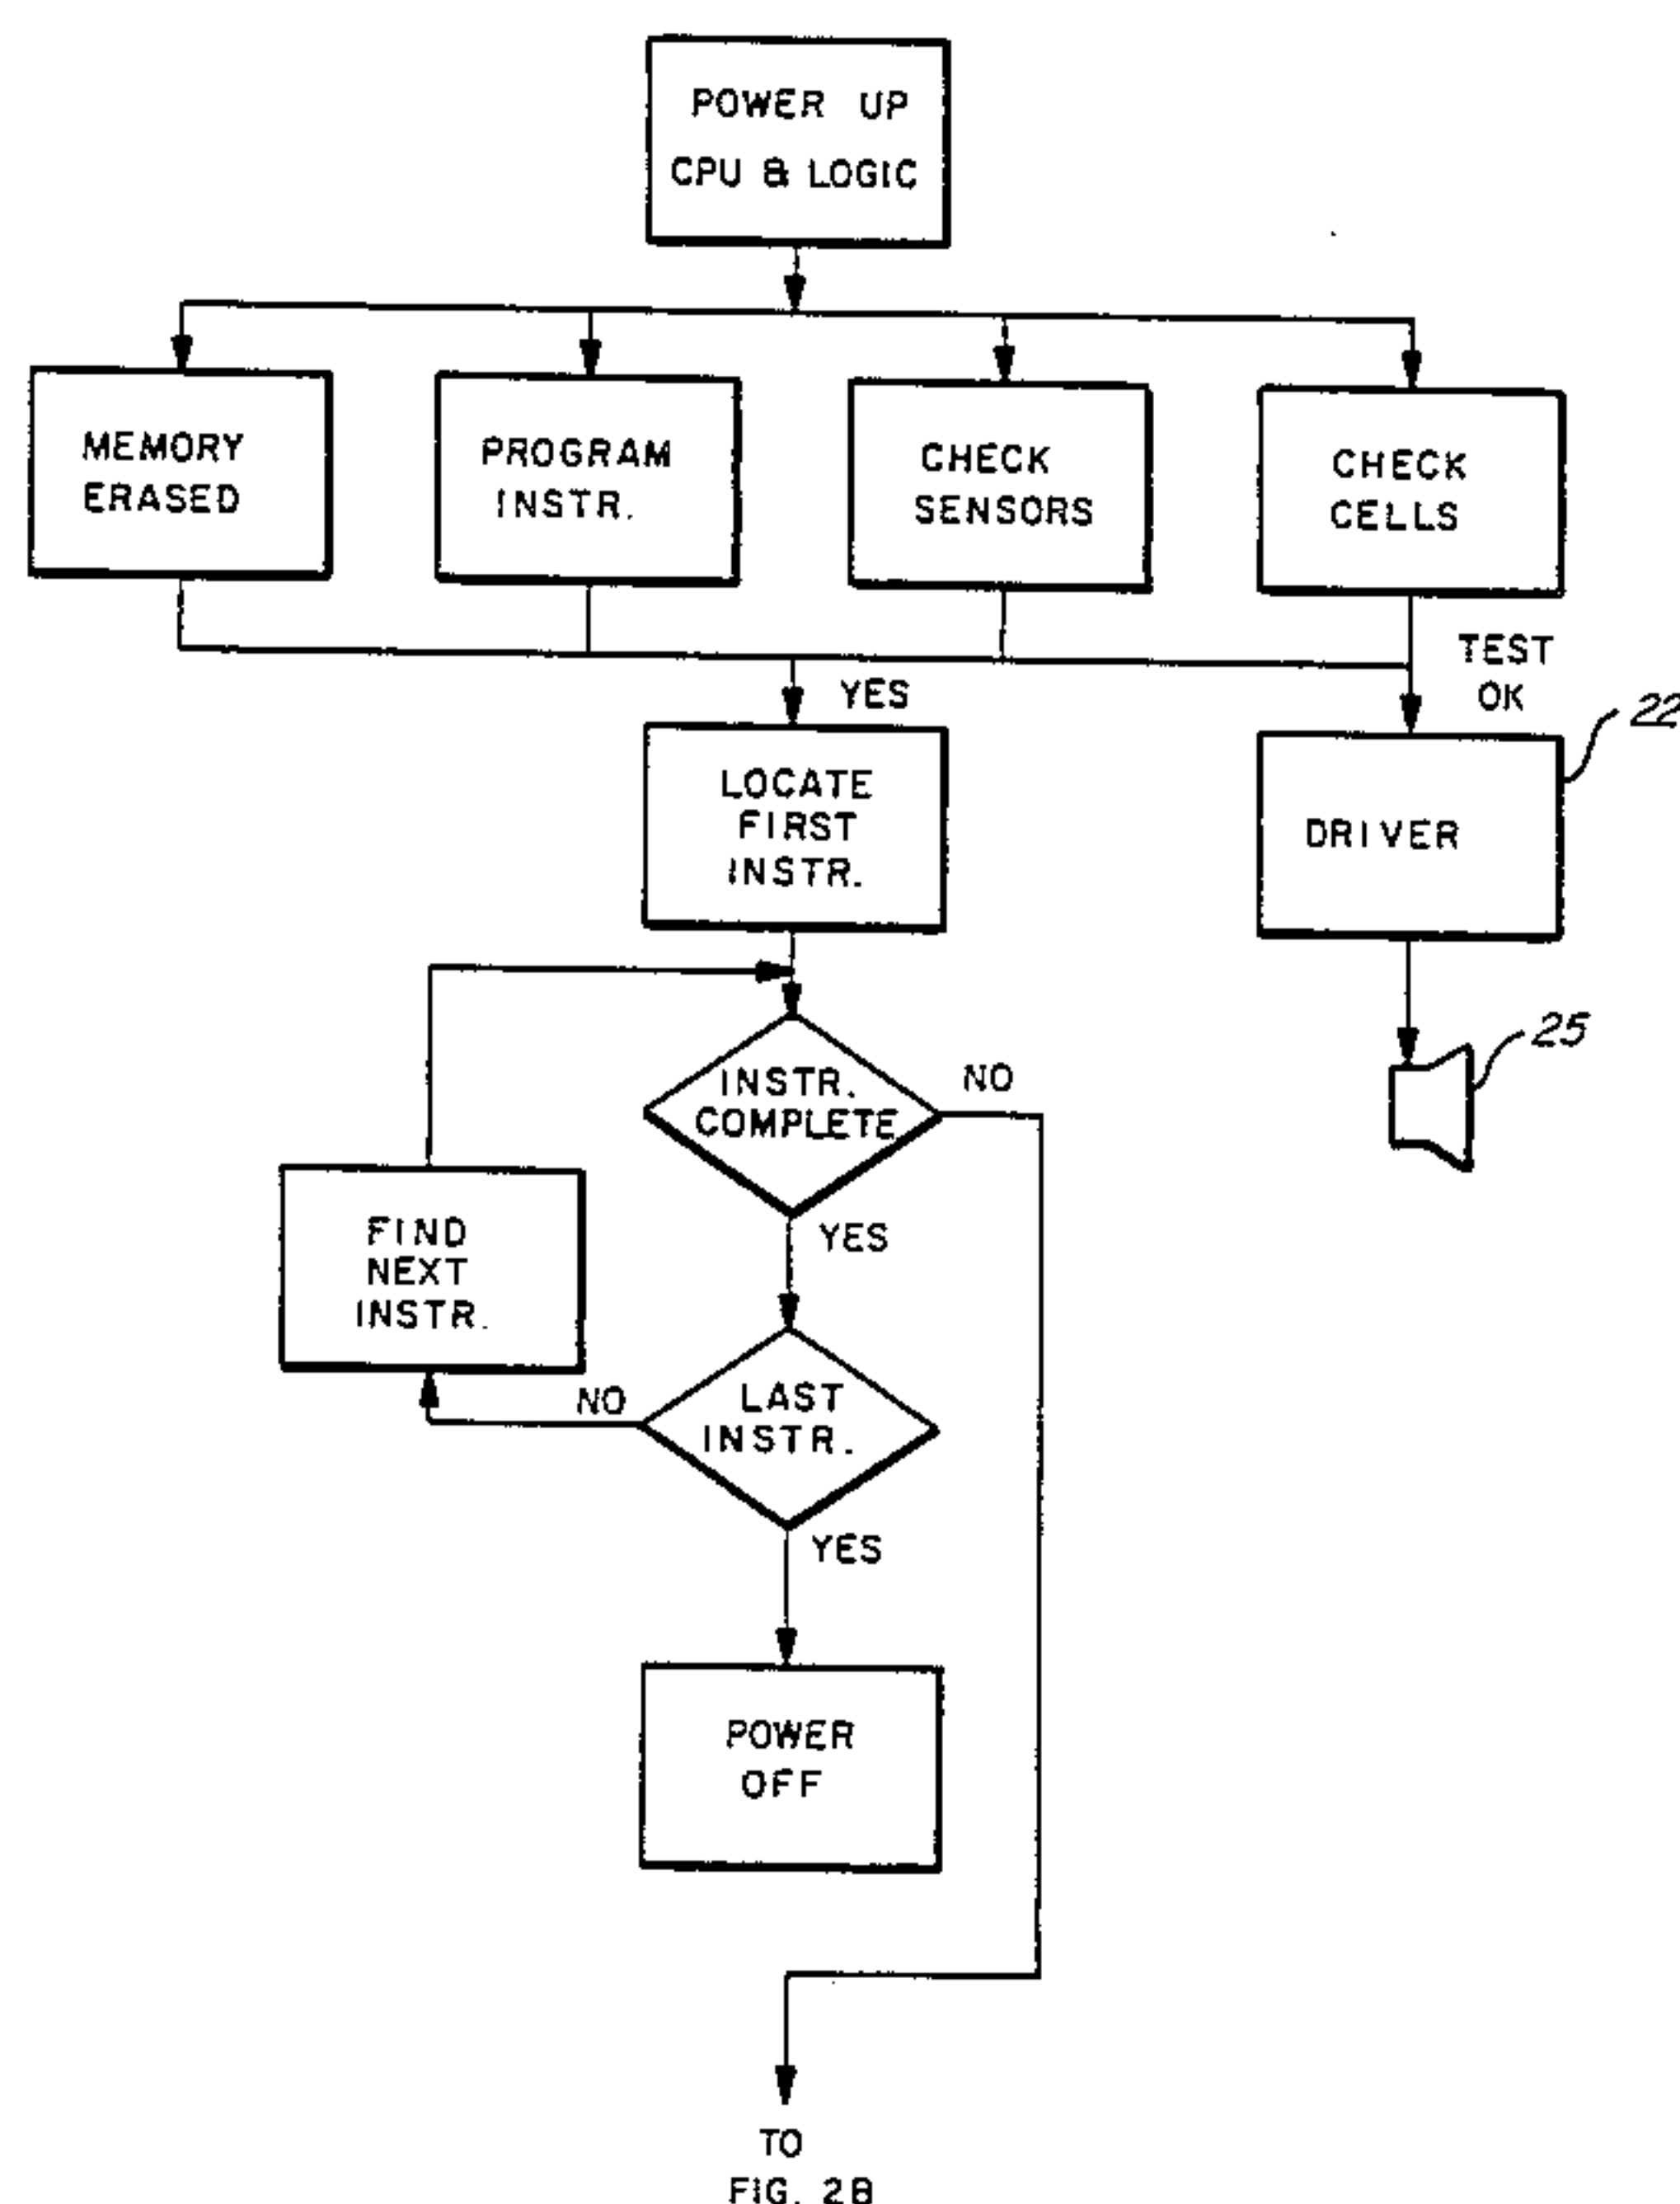 POWER UP
CPU & LOGIC
MEMORY
ERASED
PROGRAM
INSTR.
CHECK
SENSORS
CHECK
CELLS
TEST
OK
YES
22
LOCATE
FIRST
INSTR.
DRIVER
25
INSTR.
COMPLETE
NO
YES
FIND
NEXT
INSTR.
NO
LAST
INSTR.
YES
POWER
OFF
TO
FIG. 2B